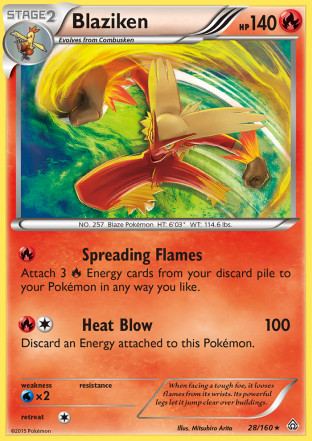 STAGE2 Blaziken HP 140
Evolves from Combusken
NO. 257 Blaze Pokémon HT: 6'03" WT: 114.6 lbs.
Spreading Flames
Attach 3 Energy cards from your discard pile to
your Pokémon in any way you like.
Heat Blow 100
Discard an Energy attached to this Pokémon.
weakness resistance
×2
retreat
When facing a tough foe, it looses
flames from its wrists. Its powerful
legs let it jump clear over buildings.
©2015 Pokémon
Illus. Mitsuhiro Arita
28/160 ★